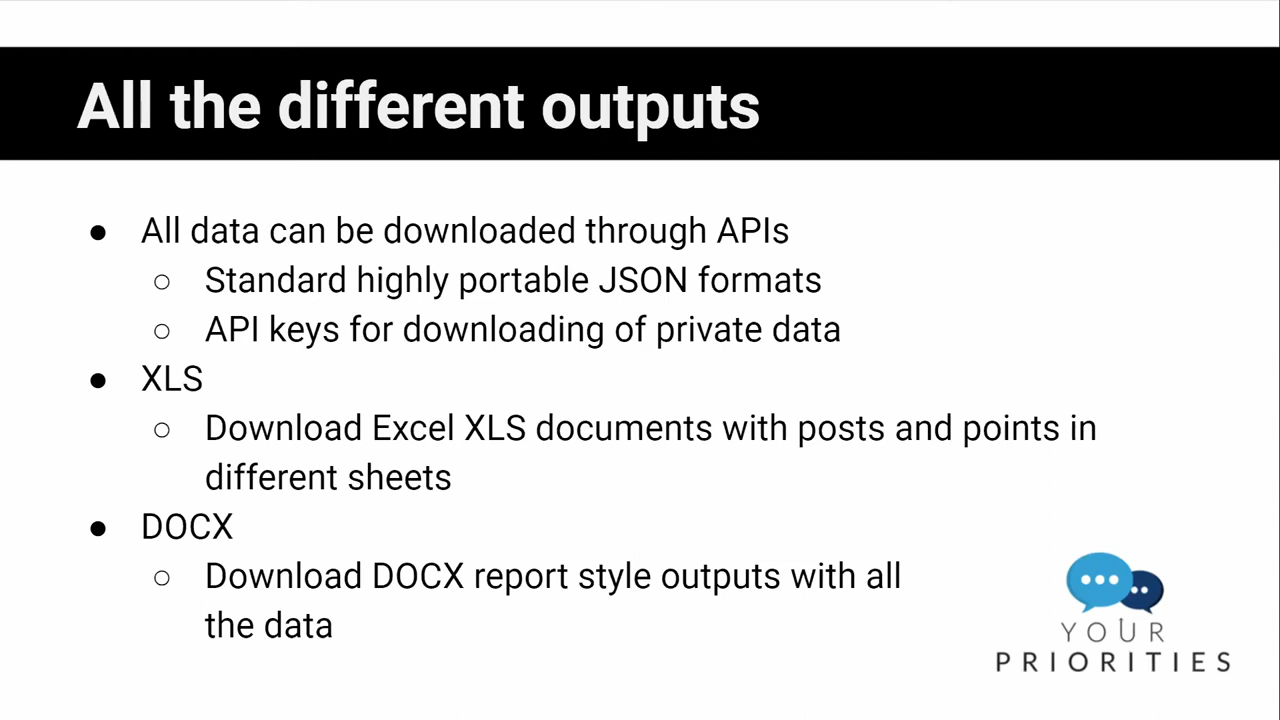 All the different outputs
● All data can be downloaded through APIs
○ Standard highly portable JSON formats
○ API keys for downloading of private data
● XLS
○ Download Excel XLS documents with posts and points in
different sheets
● DOCX
○ Download DOCX report style outputs with all
the data
YOUR
PRIORITIES